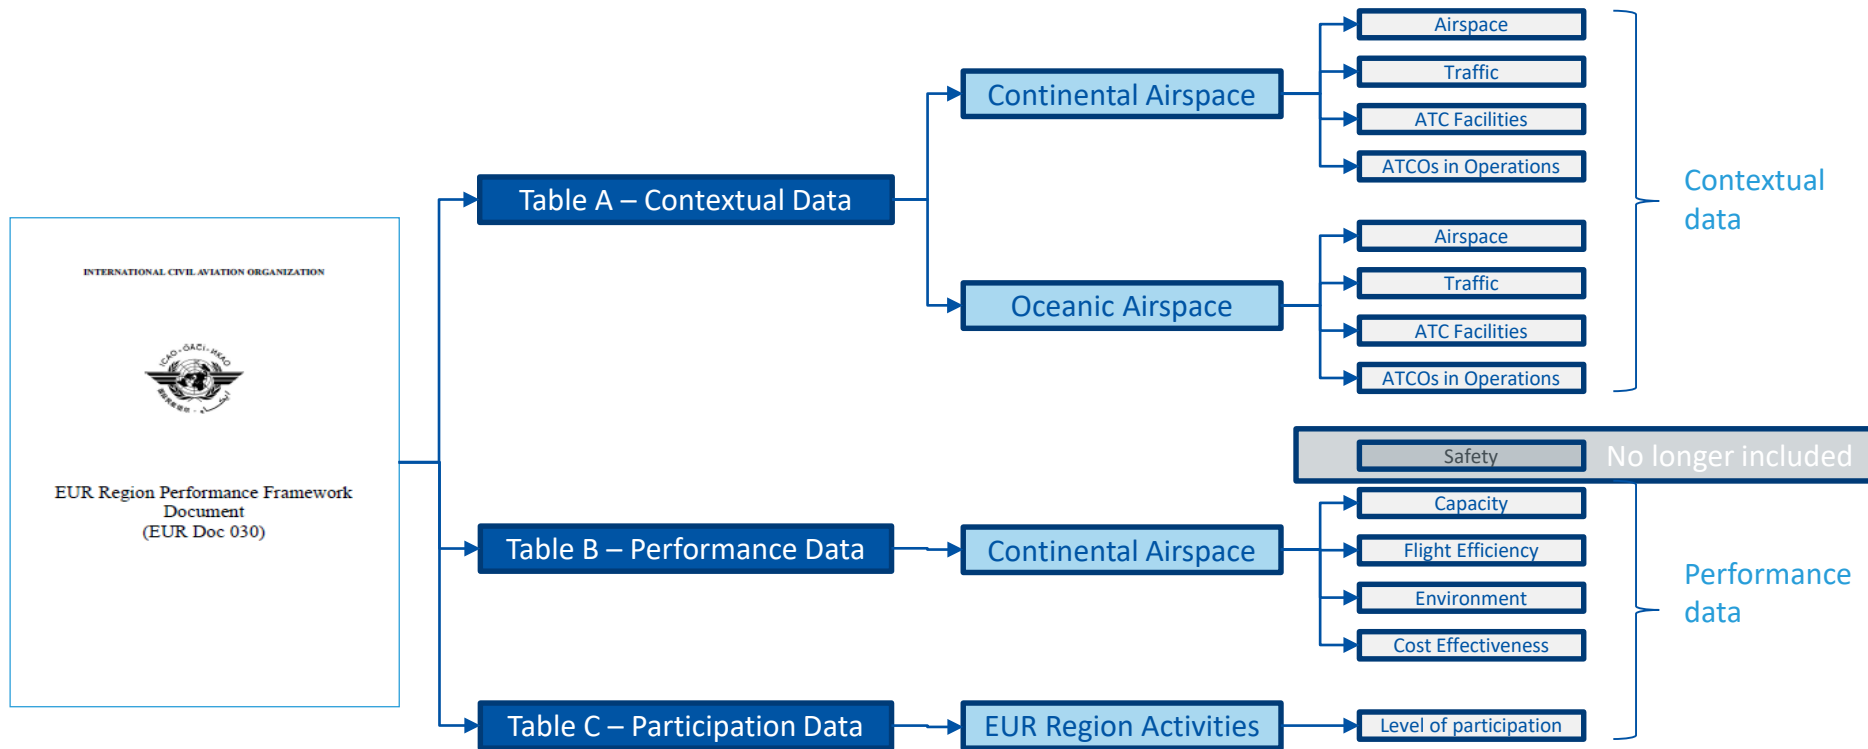 INTERNATIONAL CIVIL AVIATION ORGANIZATION
EUR Region Performance Framework
Document
(EUR Doc 030)
Table A – Contextual Data
Continental Airspace
Airspace
Traffic
ATC Facilities
ATCOs in Operations
Oceanic Airspace
Airspace
Traffic
ATC Facilities
ATCOs in Operations
Contextual
data
Safety
No longer included
Table B – Performance Data
Continental Airspace
Capacity
Flight Efficiency
Environment
Cost Effectiveness
Performance
data
Table C – Participation Data
EUR Region Activities
Level of participation